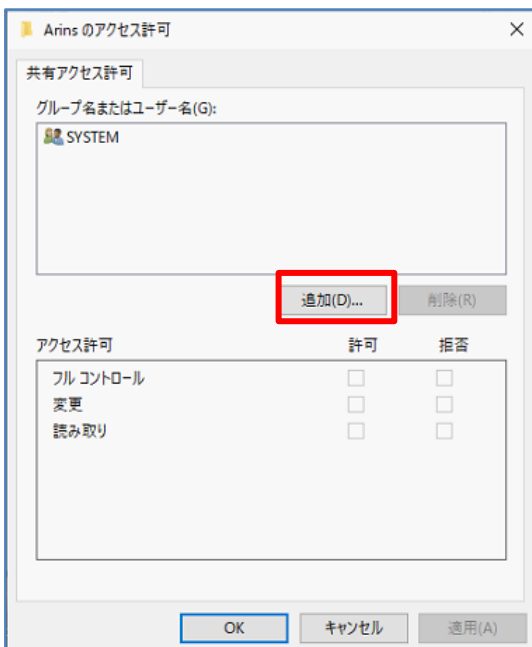 Arins のアクセス許可
共有アクセス許可
グループ名またはユーザー名(G):
SYSTEM
追加(D)... 削除(R)
アクセス許可 許可 拒否
フル コントロール
変更
読み取り
OK キャンセル 適用(A)